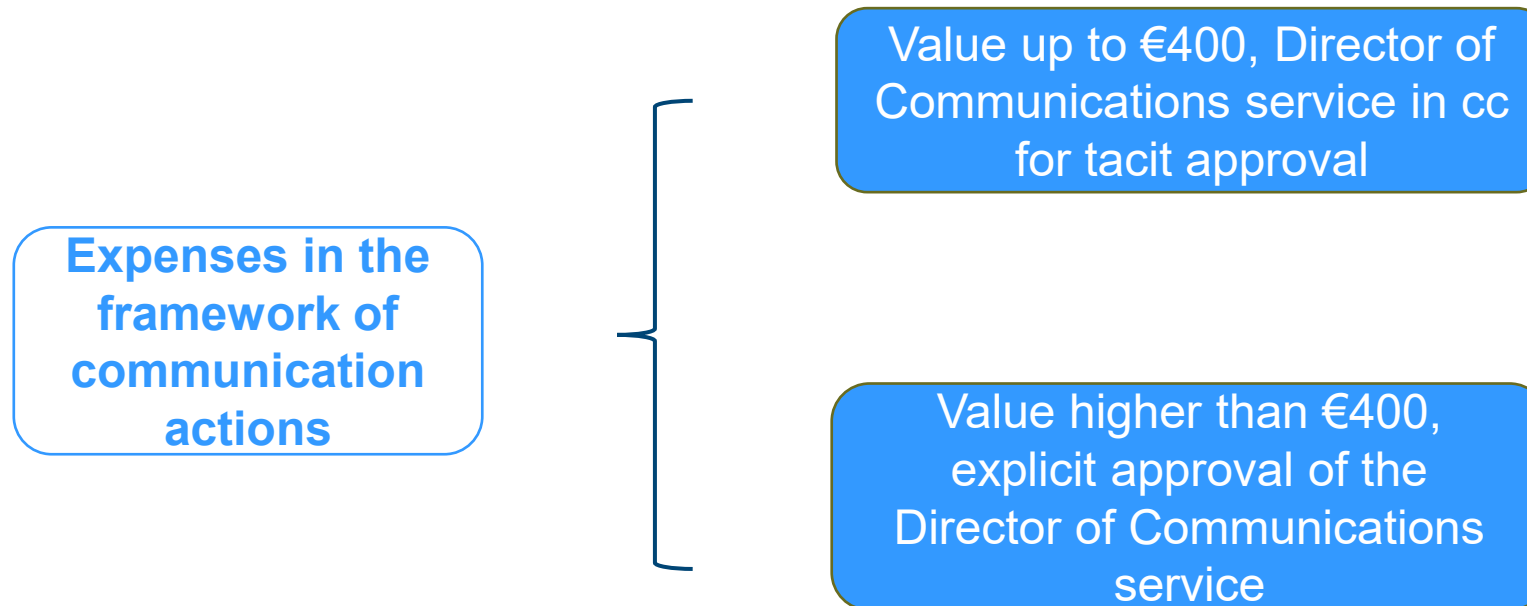 Value up to €400, Director of
Communications service in cc
for tacit approval
Expenses in the
framework of
communication
actions
Value higher than €400,
explicit approval of the
Director of Communications
service